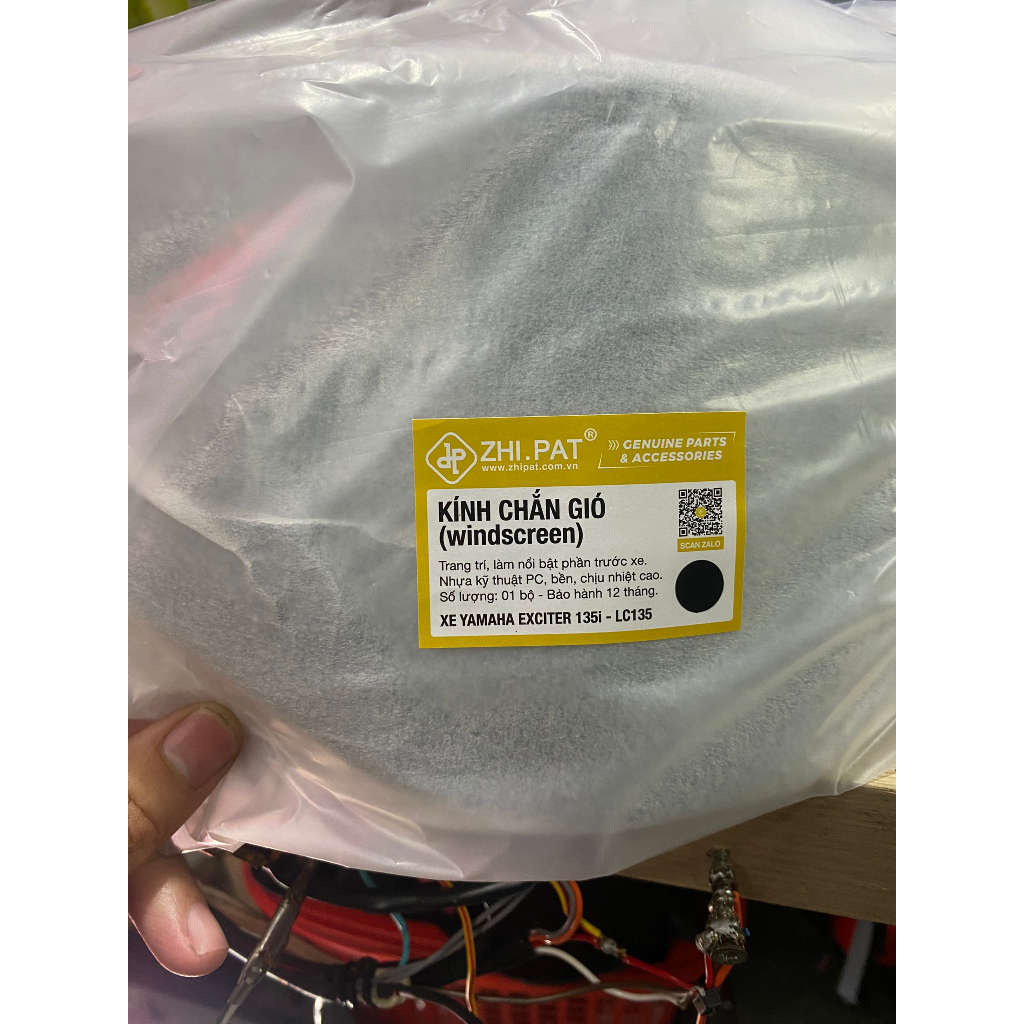 ZHI.PAT®
www.zhipat.com.vn
GENUINE PARTS
& ACCESSORIES
KÍNH CHẮN GIÓ
(windscreen)
SCAN ZALO
Trang trí, làm nổi bật phần trước xe.
Nhựa kỹ thuật PC, bền, chịu nhiệt cao.
Số lượng: 01 bộ - Bảo hành 12 tháng.
XE YAMAHA EXCITER 135i - LC135